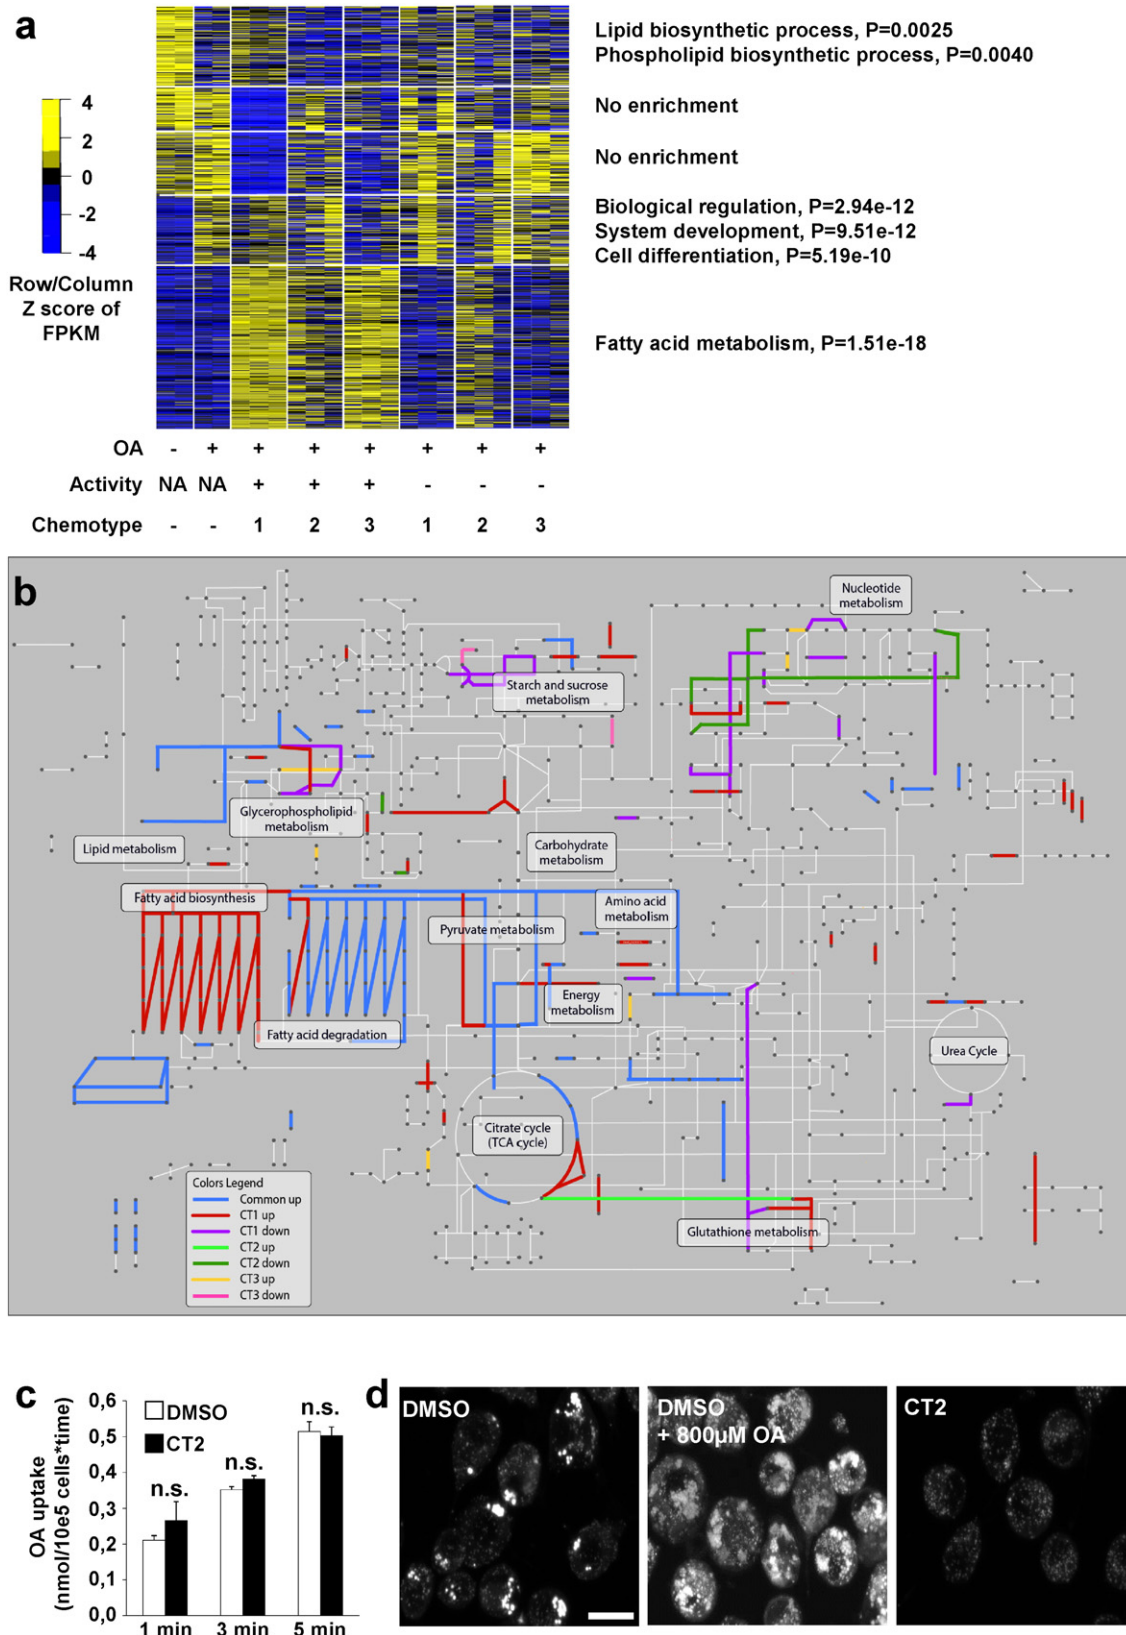 a
Lipid biosynthetic process, P=0.0025
Phospholipid biosynthetic process, P=0.0040
No enrichment
No enrichment
Biological regulation, P=2.94e-12
System development, P=9.51e-12
Cell differentiation, P=5.19e-10
Fatty acid metabolism, P=1.51e-18
4
2
0
-2
-4
Row/Column
Z score of
FPKM
OA - + + + + + + +
Activity NA NA + + + - - -
Chemotype - - 1 2 3 1 2 3
b
Nucleotide
metabolism
Starch and sucrose
metabolism
Glycerophospholipid
metabolism
Lipid metabolism
Carbohydrate
metabolism
Fatty acid biosynthesis
Amino acid
metabolism
Pyruvate metabolism
Energy
metabolism
Fatty acid degradation
Urea Cycle
Citrate cycle
(TCA cycle)
Glutathione metabolism
Colors Legend
Common up
CT1 up
CT1 down
CT2 up
CT2 down
CT3 up
CT3 down
c
OA uptake
(nmol/10e5 cells*time)
0,6
0,5
0,4
0,3
0,2
0,1
0,0
DMSO
CT2
n.s.
n.s.
n.s.
1 min 3 min 5 min
d
DMSO
DMSO
+ 800µM OA
CT2